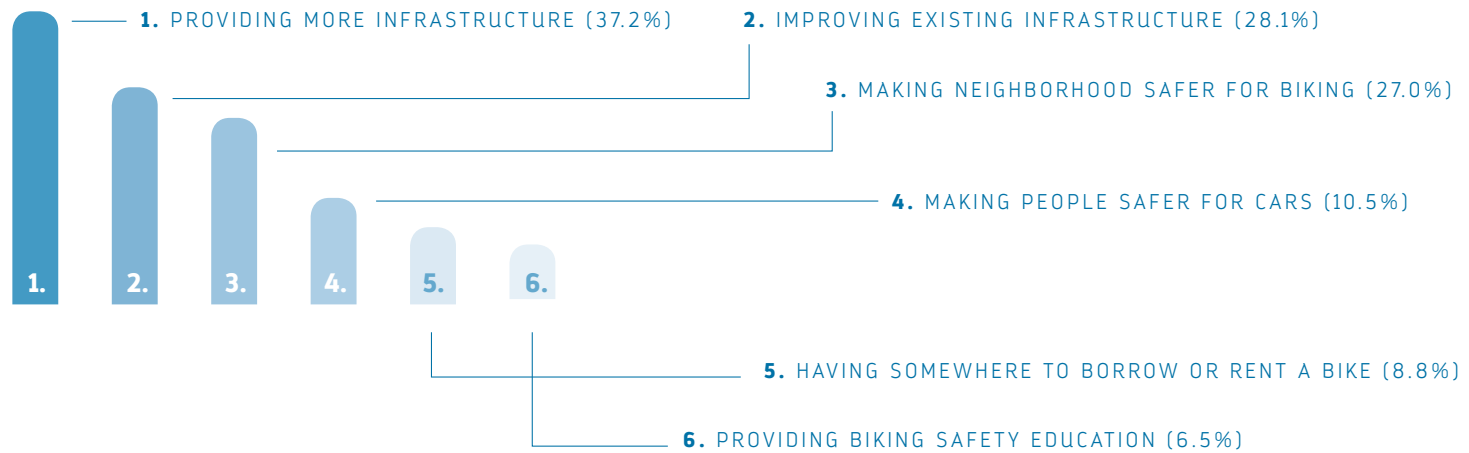 1. PROVIDING MORE INFRASTRUCTURE (37.2%)
2. IMPROVING EXISTING INFRASTRUCTURE (28.1%)
3. MAKING NEIGHBORHOOD SAFER FOR BIKING (27.0%)
4. MAKING PEOPLE SAFER FOR CARS (10.5%)
1. 2. 3. 4. 5. 6.
5. HAVING SOMEWHERE TO BORROW OR RENT A BIKE (8.8%)
6. PROVIDING BIKING SAFETY EDUCATION (6.5%)